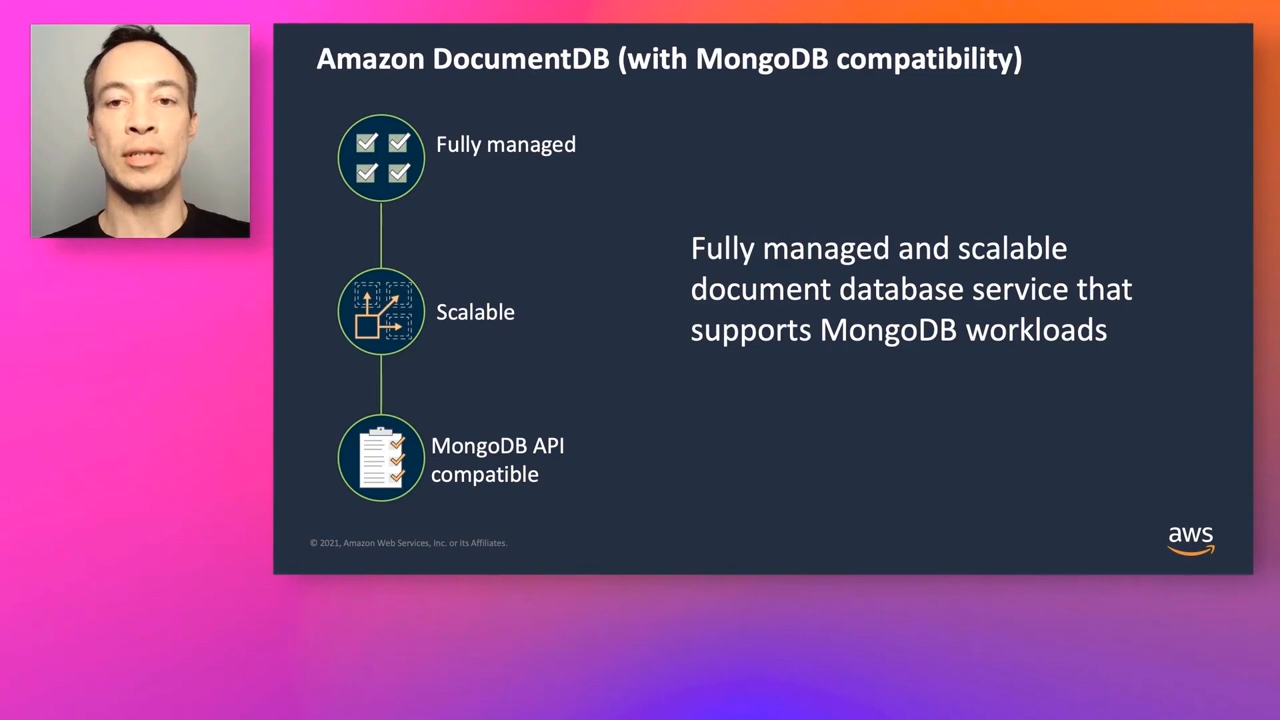 Amazon DocumentDB (with MongoDB compatibility)
Fully managed
Scalable
MongoDB API
compatible
Fully managed and scalable
document database service that
supports MongoDB workloads
© 2021, Amazon Web Services, Inc. or its Affiliates.
aws